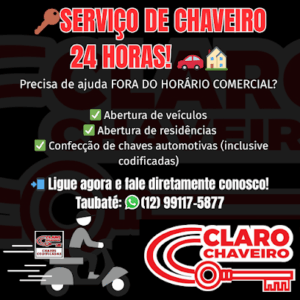 🔑SERVIÇO DE CHAVEIRO
24 HORAS! 🚗🏠
Precisa de ajuda FORA DO HORÁRIO COMERCIAL?
✅ Abertura de veículos
✅ Abertura de residências
✅ Confecção de chaves automotivas (inclusive
codificadas)
📲 Ligue agora e fale diretamente conosco!
Taubaté: (12) 99117-5877
CLARO
CHAVEIRO